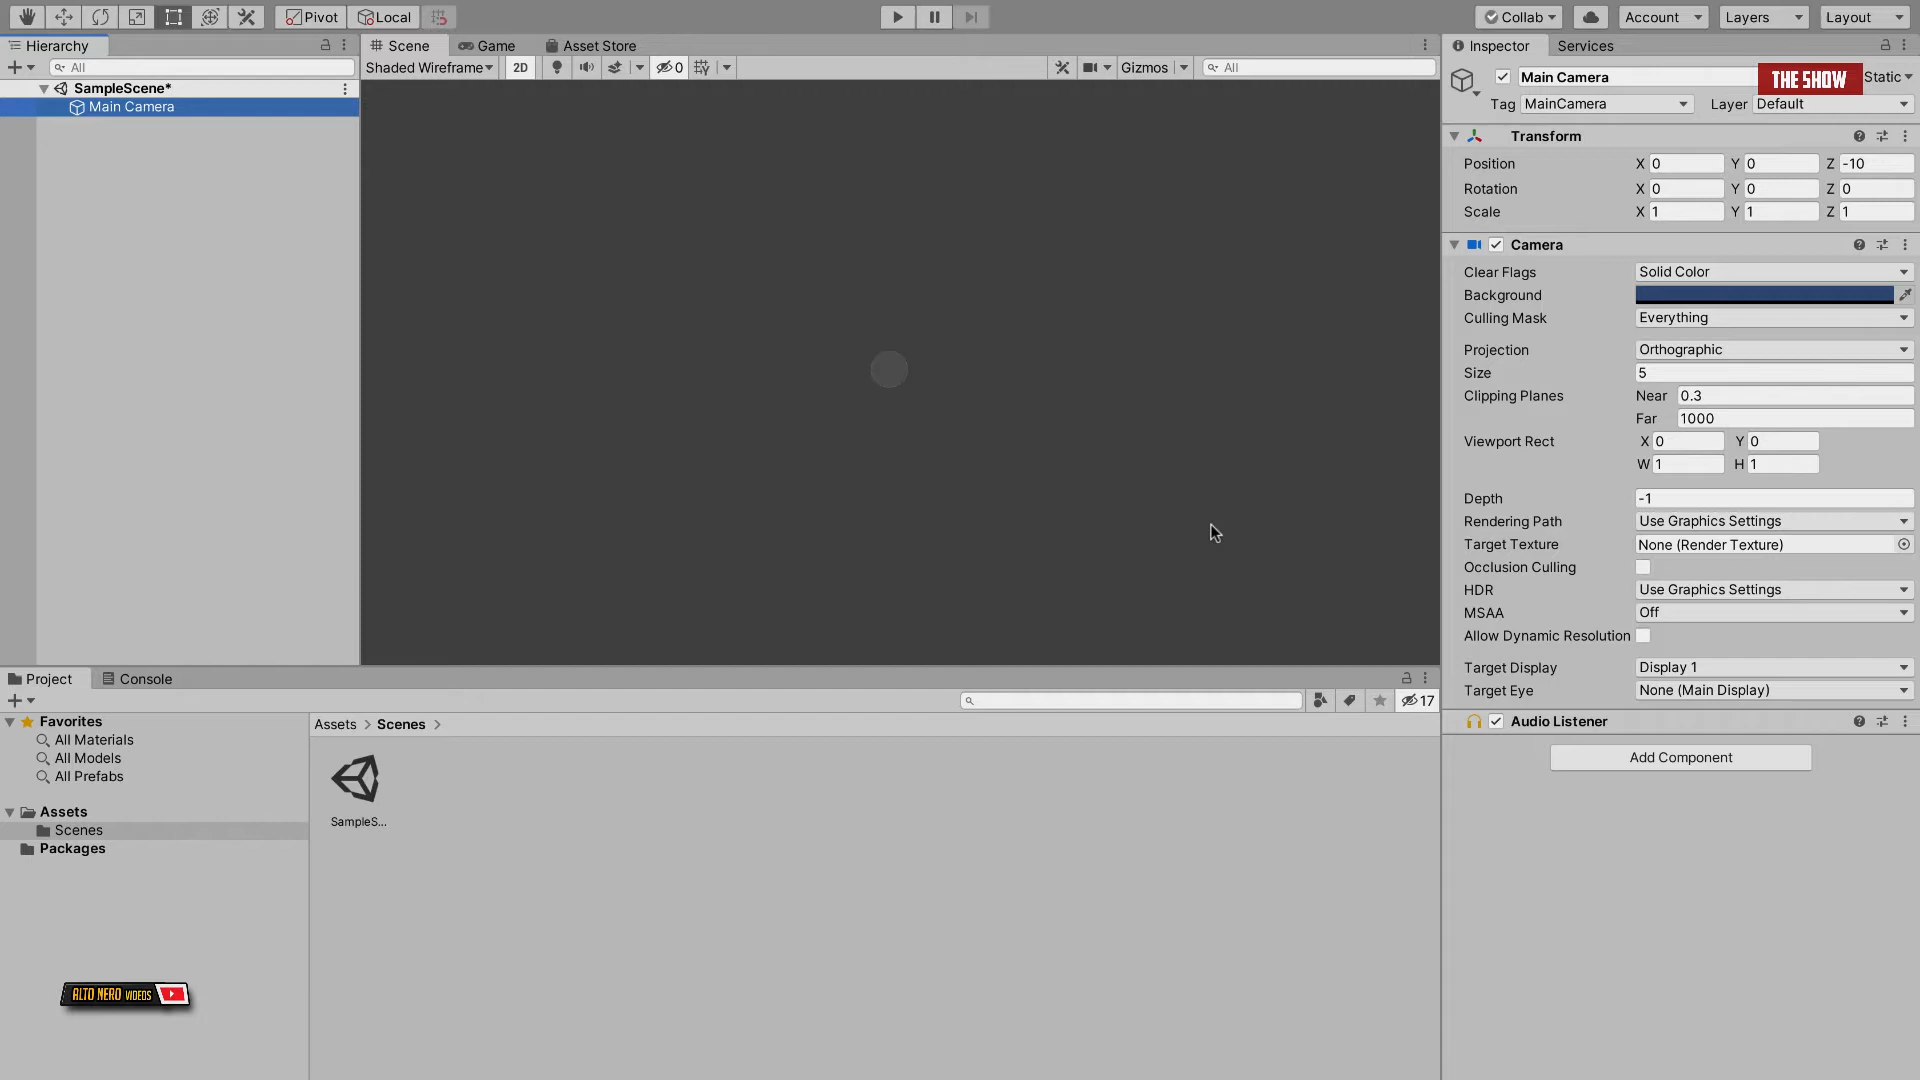 Pivot Local Collab Account Layers Layout
Hierarchy
All
SampleScene*
Main Camera
Scene Game Asset Store
Shaded Wireframe 2D 0 Gizmos All
Inspector Services
Main Camera THE SHOW Static
Tag MainCamera Layer Default
Transform
Position X 0 Y 0 Z -10
Rotation X 0 Y 0 Z 0
Scale X 1 Y 1 Z 1
Camera
Clear Flags Solid Color
Background
Culling Mask Everything
Projection Orthographic
Size 5
Clipping Planes Near 0.3
Far 1000
Viewport Rect X 0 Y 0
W 1 H 1
Depth -1
Rendering Path Use Graphics Settings
Target Texture None (Render Texture)
Occlusion Culling
HDR Use Graphics Settings
MSAA Off
Allow Dynamic Resolution
Target Display Display 1
Target Eye None (Main Display)
Audio Listener
Add Component
Project Console
17
Favorites
All Materials
All Models
All Prefabs
Assets
Scenes
Packages
Assets > Scenes >
SampleS...
ALTO NERO VIDEOS